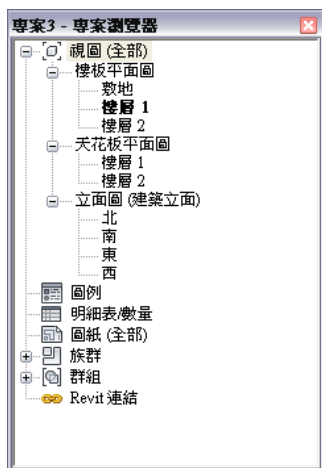 專案3 - 專案瀏覽器
視圖 (全部)
樓板平面圖
敷地
樓層 1
樓層 2
天花板平面圖
樓層 1
樓層 2
立面圖 (建築立面)
北
南
東
西
圖例
明細表/數量
圖紙 (全部)
族群
群組
Revit 連結